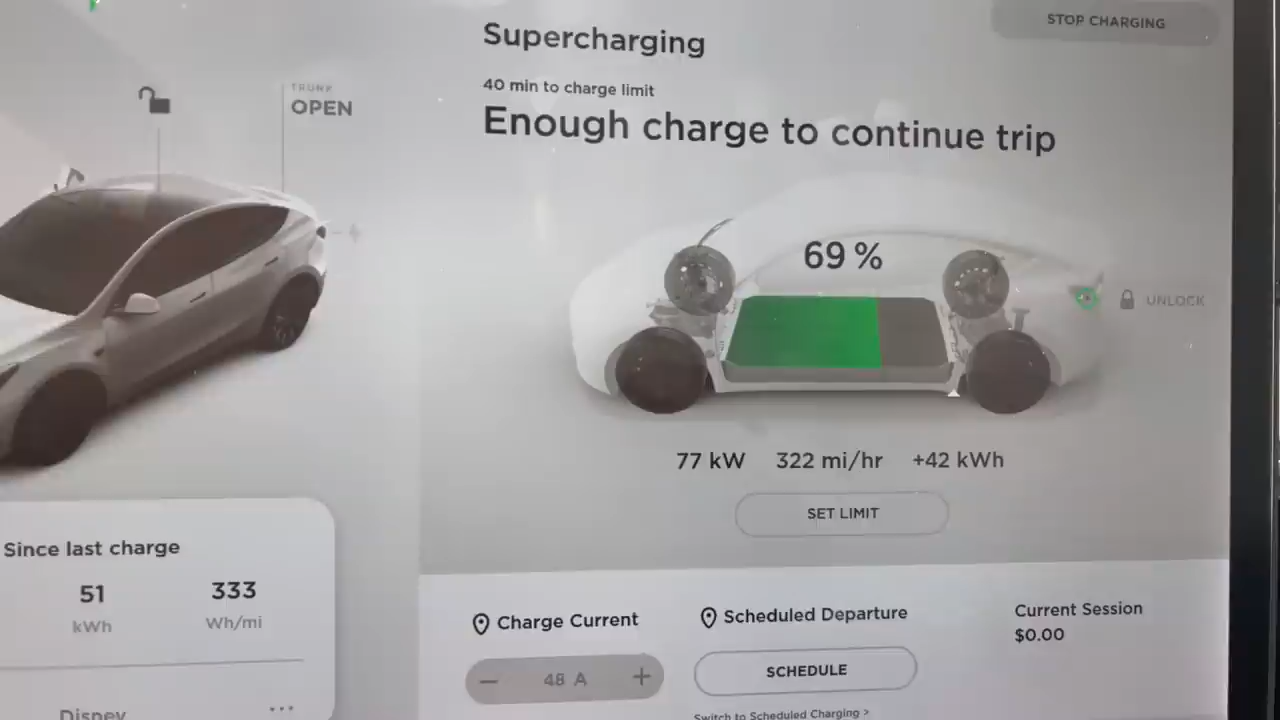 STOP CHARGING
Supercharging
40 min to charge limit
Enough charge to continue trip
TRUNK
OPEN
69 %
UNLOCK
77 kW 322 mi/hr +42 kWh
SET LIMIT
Since last charge
51 333
kWh Wh/mi
Disney
Charge Current
48 A
Scheduled Departure
SCHEDULE
Switch to Scheduled Charging >
Current Session
$0.00